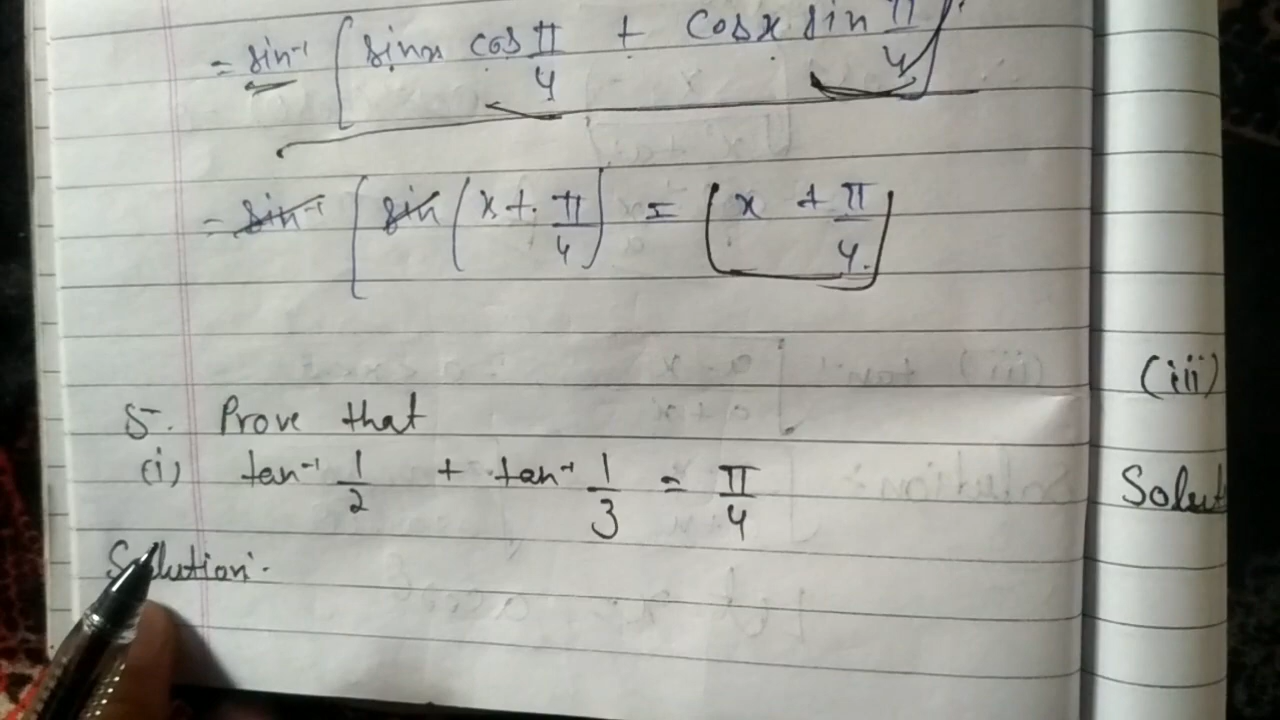 = sin⁻¹ [ sinx cos π/4 + cosx sin π/4 ]
= sin⁻¹ [ sin ( x + π/4 ) = [ x + π/4. ]
5. Prove that
(i) tan⁻¹ 1/2 + tan⁻¹ 1/3 = π/4
Solution.
(iii)
Solut